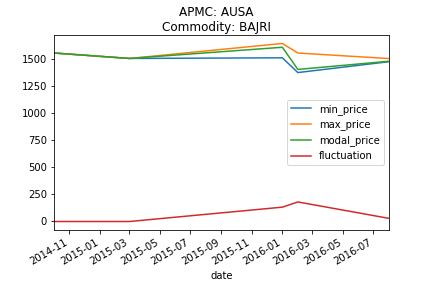 APMC: AUSA
Commodity: BAJRI
1500
1250
1000
750
500
250
0
min_price
max_price
modal_price
fluctuation
2014-11
2015-01
2015-03
2015-05
2015-07
2015-09
2015-11
2016-01
2016-03
2016-05
2016-07
date